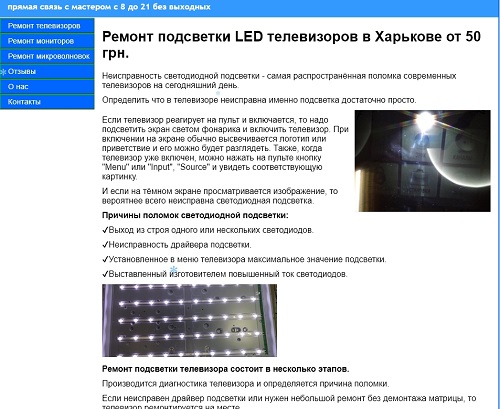 прямая связь с мастером с 8 до 21 без выходных
Ремонт телевизоров
Ремонт мониторов
Ремонт микроволновок
Отзывы
О нас
Контакты
Ремонт подсветки LED телевизоров в Харькове от 50
грн.
Неисправность светодиодной подсветки - самая распространённая поломка современных
телевизоров на сегодняшний день.
Определить что в телевизоре неисправна именно подсветка достаточно просто.
Если телевизор реагирует на пульт и включается, то надо
подсветить экран светом фонарика и включить телевизор. При
включении на экране обычно высвечивается логотип или
приветствие и его можно будет разглядеть. Также, когда
телевизор уже включен, можно нажать на пульте кнопку
"Menu" или "Input", "Source" и увидеть соответствующую
картинку.
И если на тёмном экране просматривается изображение, то
вероятнее всего неисправна светодиодная подсветка.
Причины поломок светодиодной подсветки:
✓Выход из строя одного или нескольких светодиодов.
✓Неисправность драйвера подсветки.
✓Установленное в меню телевизора максимальное значение подсветки.
✓Выставленный изготовителем повышенный ток светодиодов.
Ремонт подсветки телевизора состоит в несколько этапов.
Производится диагностика телевизора и определяется причина поломки.
Если неисправен драйвер подсветки или нужен небольшой ремонт без демонтажа матрицы, то
телевизор ремонтируется на месте.